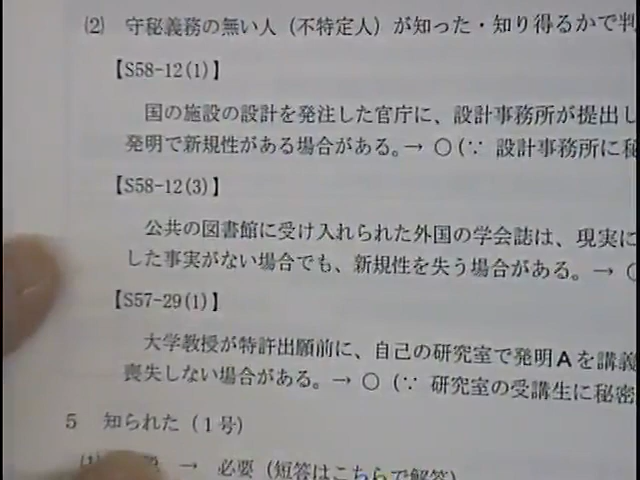 (2) 守秘義務の無い人（不特定人）が知った・知り得るかで判
【S58-12(1)】
国の施設の設計を発注した官庁に、設計事務所が提出し
発明で新規性がある場合がある。→ ○（∵ 設計事務所に秘
【S58-12(3)】
公共の図書館に受け入れられた外国の学会誌は、現実に
した事実がない場合でも、新規性を失う場合がある。→
【S57-29(1)】
大学教授が特許出願前に、自己の研究室で発明Aを講義
喪失しない場合がある。→ ○（∵ 研究室の受講生に秘密
5 知られた（1号）
(1) → 必要（短答はこちらで解答）